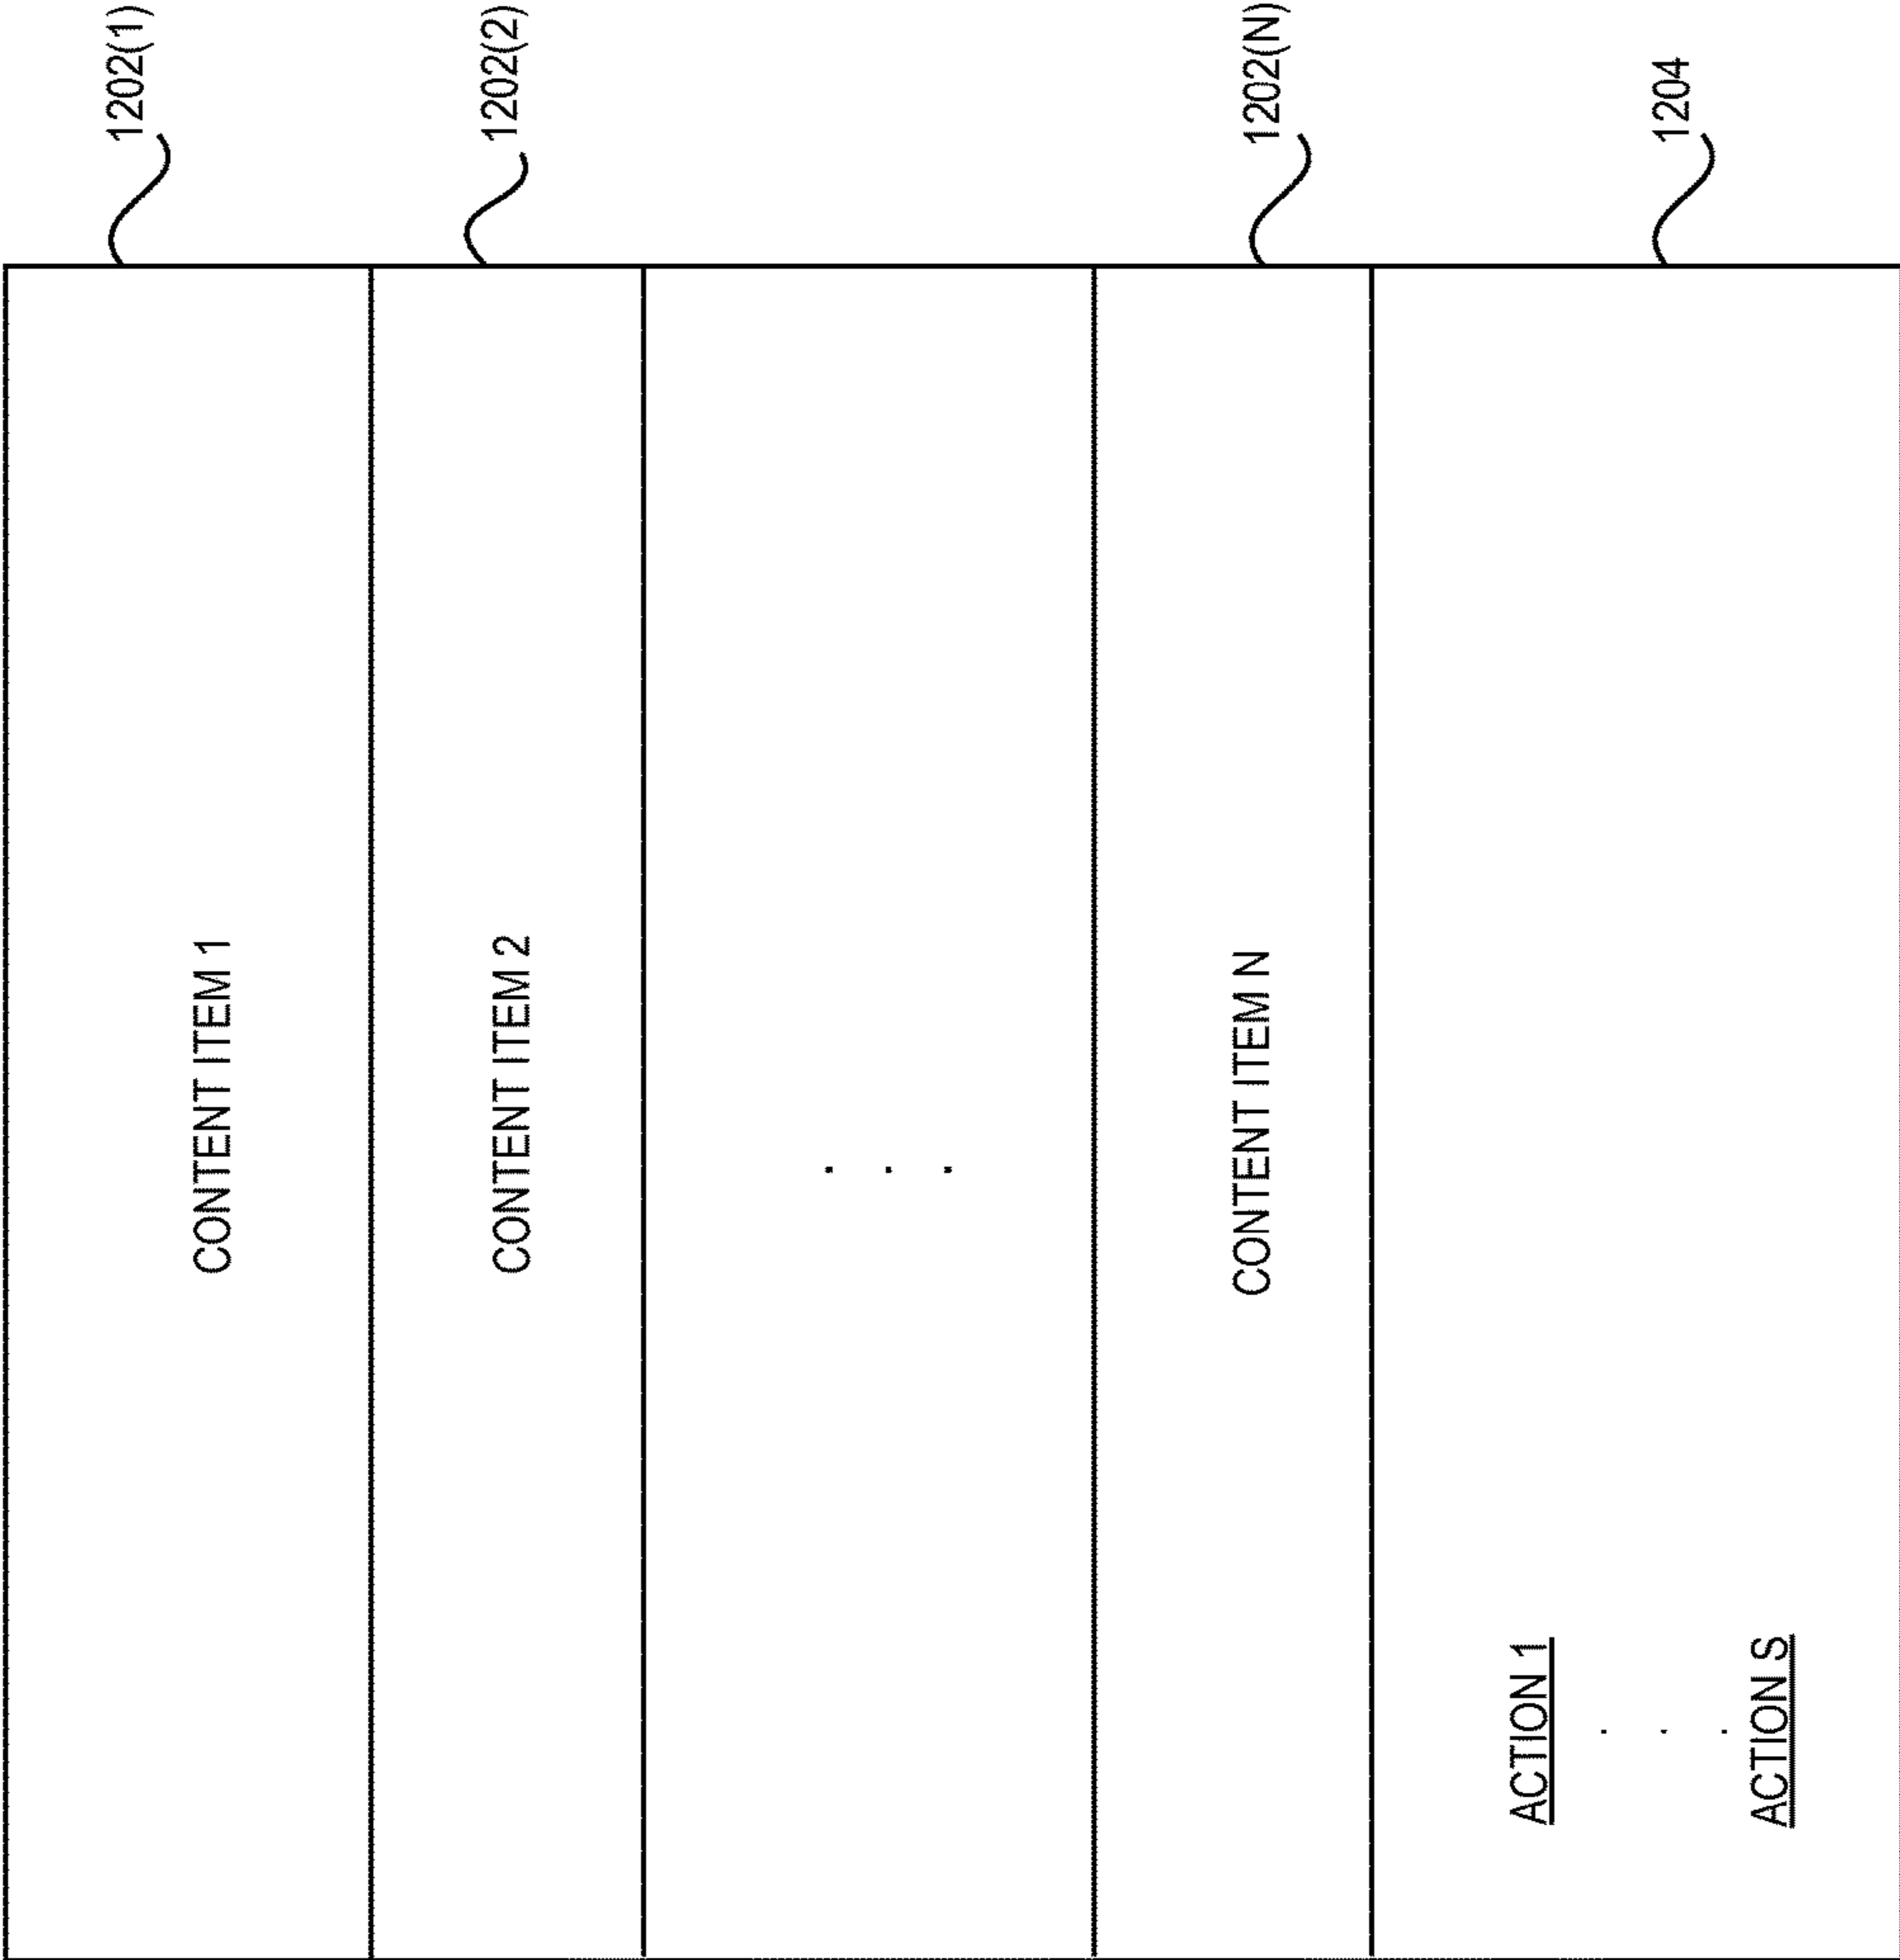 CONTENT ITEM 1
1202(1)
CONTENT ITEM 2
1202(2)
. . .
CONTENT ITEM N
1202(N)
ACTION 1
. . .
ACTION S
1204